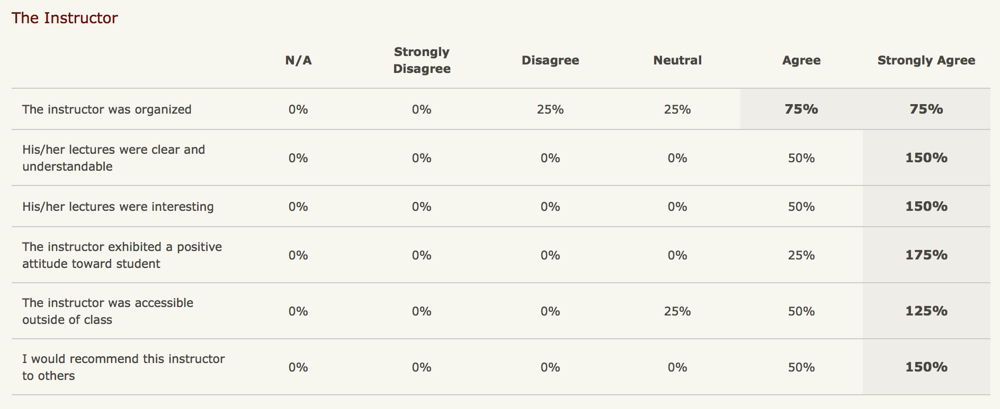 The Instructor
N/A Strongly Disagree Disagree Neutral Agree Strongly Agree
The instructor was organized 0% 0% 25% 25% 75% 75%
His/her lectures were clear and
understandable 0% 0% 0% 0% 50% 150%
His/her lectures were interesting 0% 0% 0% 0% 50% 150%
The instructor exhibited a positive
attitude toward student 0% 0% 0% 0% 25% 175%
The instructor was accessible
outside of class 0% 0% 0% 25% 50% 125%
I would recommend this instructor
to others 0% 0% 0% 0% 50% 150%